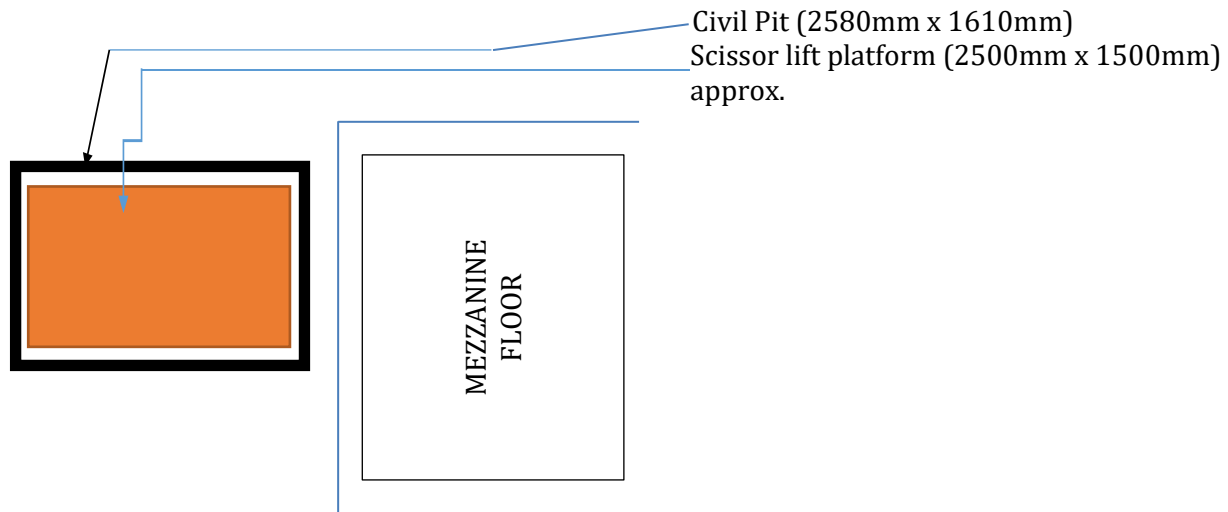 Civil Pit (2580mm x 1610mm)
Scissor lift platform (2500mm x 1500mm)
approx.
MEZZANINE
FLOOR